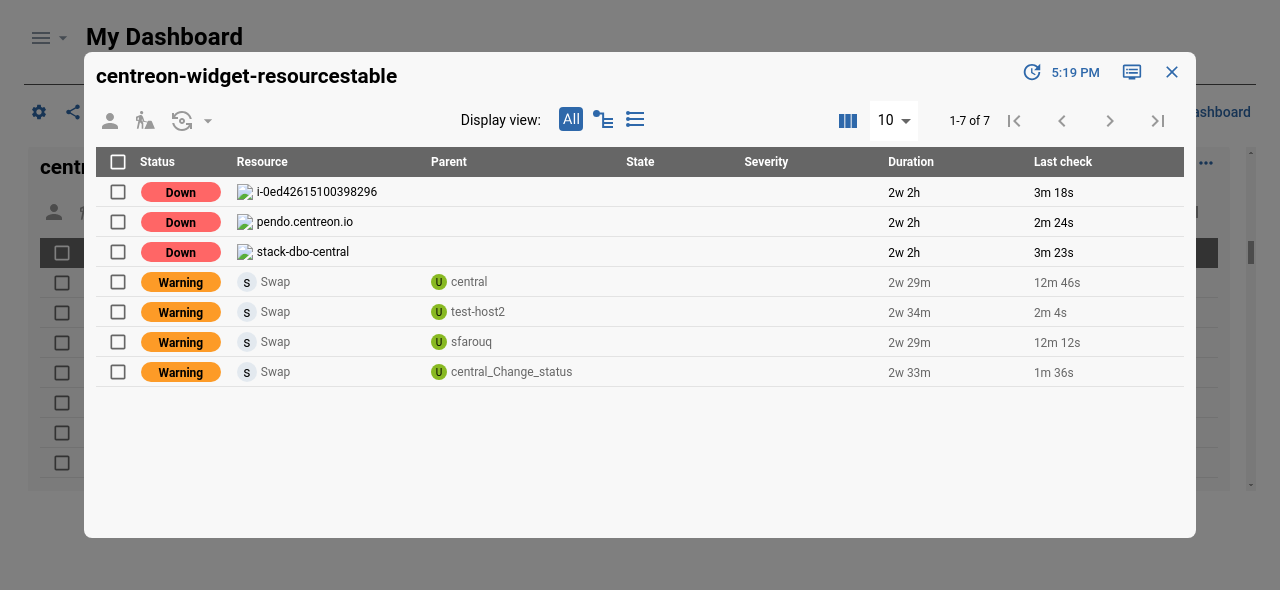 My Dashboard
centreon-widget-resourcestable
5:19 PM
Display view: All
10
1-7 of 7
ashboard
centr
Status Resource Parent State Severity Duration Last check
Down i-0ed42615100398296 2w 2h 3m 18s
Down pendo.centreon.io 2w 2h 2m 24s
Down stack-dbo-central 2w 2h 3m 23s
Warning S Swap U central 2w 29m 12m 46s
Warning S Swap U test-host2 2w 34m 2m 4s
Warning S Swap U sfarouq 2w 29m 12m 12s
Warning S Swap U central_Change_status 2w 33m 1m 36s